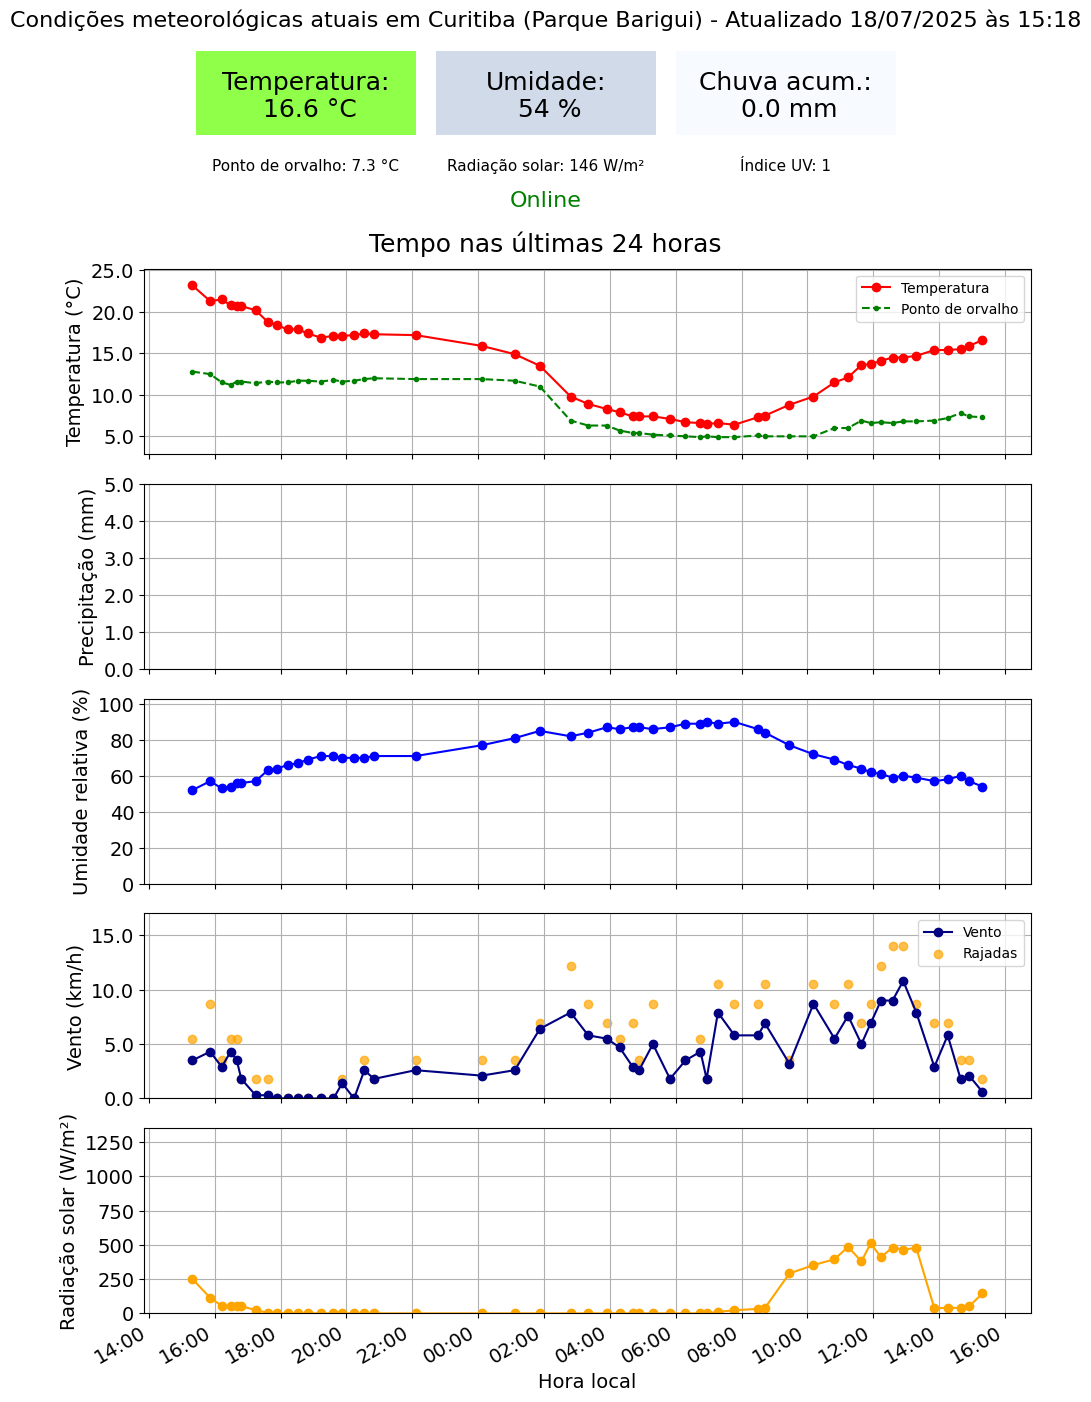 Condições meteorológicas atuais em Curitiba (Parque Barigui) - Atualizado 18/07/2025 às 15:18
Temperatura:
16.6 °C
Umidade:
54 %
Chuva acum.:
0.0 mm
Ponto de orvalho: 7.3 °C
Radiação solar: 146 W/m²
Índice UV: 1
Online
Tempo nas últimas 24 horas
Temperatura (°C)
25.0
20.0
15.0
10.0
5.0
Temperatura
Ponto de orvalho
Precipitação (mm)
5.0
4.0
3.0
2.0
1.0
0.0
Umidade relativa (%)
100
80
60
40
20
0
Vento (km/h)
15.0
10.0
5.0
0.0
Vento
Rajadas
Radiação solar (W/m²)
1250
1000
750
500
250
0
14:00
16:00
18:00
20:00
22:00
00:00
02:00
04:00
06:00
08:00
10:00
12:00
14:00
16:00
Hora local